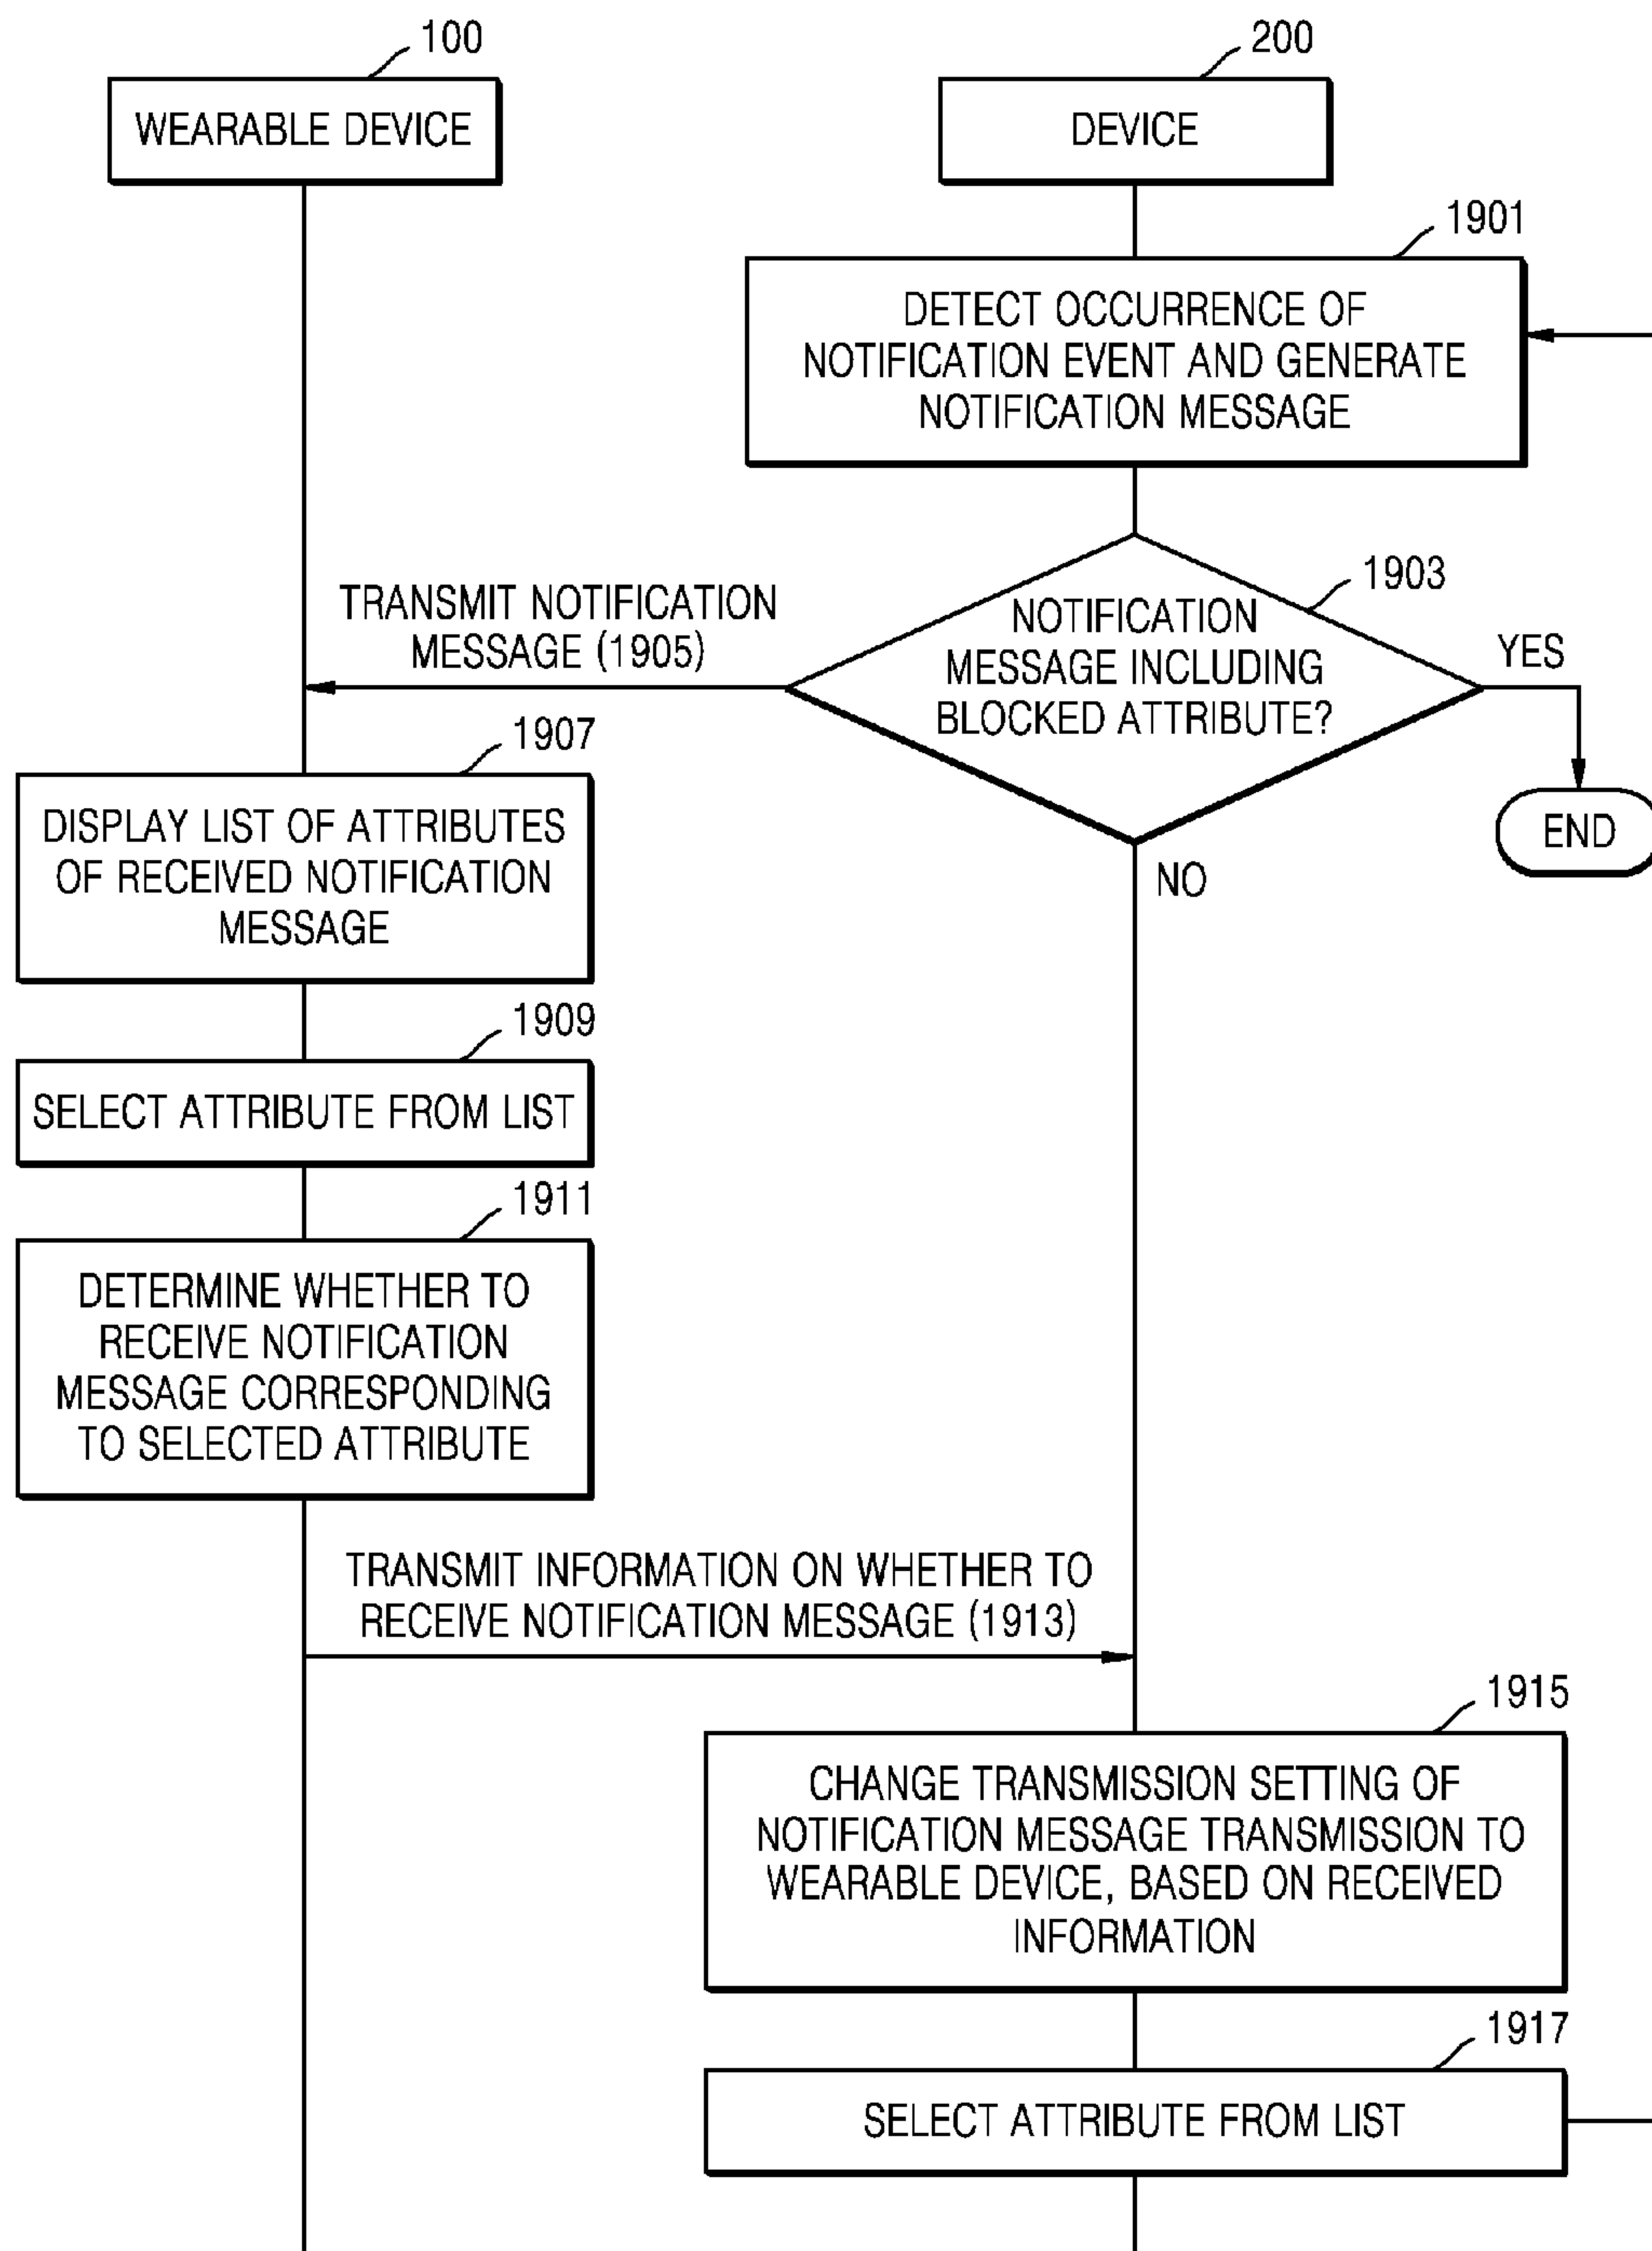 100
WEARABLE DEVICE
200
DEVICE
1901
DETECT OCCURRENCE OF
NOTIFICATION EVENT AND GENERATE
NOTIFICATION MESSAGE
1903
NOTIFICATION
MESSAGE INCLUDING
BLOCKED ATTRIBUTE?
YES
END
NO
TRANSMIT NOTIFICATION
MESSAGE (1905)
1907
DISPLAY LIST OF ATTRIBUTES
OF RECEIVED NOTIFICATION
MESSAGE
1909
SELECT ATTRIBUTE FROM LIST
1911
DETERMINE WHETHER TO
RECEIVE NOTIFICATION
MESSAGE CORRESPONDING
TO SELECTED ATTRIBUTE
TRANSMIT INFORMATION ON WHETHER TO
RECEIVE NOTIFICATION MESSAGE (1913)
1915
CHANGE TRANSMISSION SETTING OF
NOTIFICATION MESSAGE TRANSMISSION TO
WEARABLE DEVICE, BASED ON RECEIVED
INFORMATION
1917
SELECT ATTRIBUTE FROM LIST